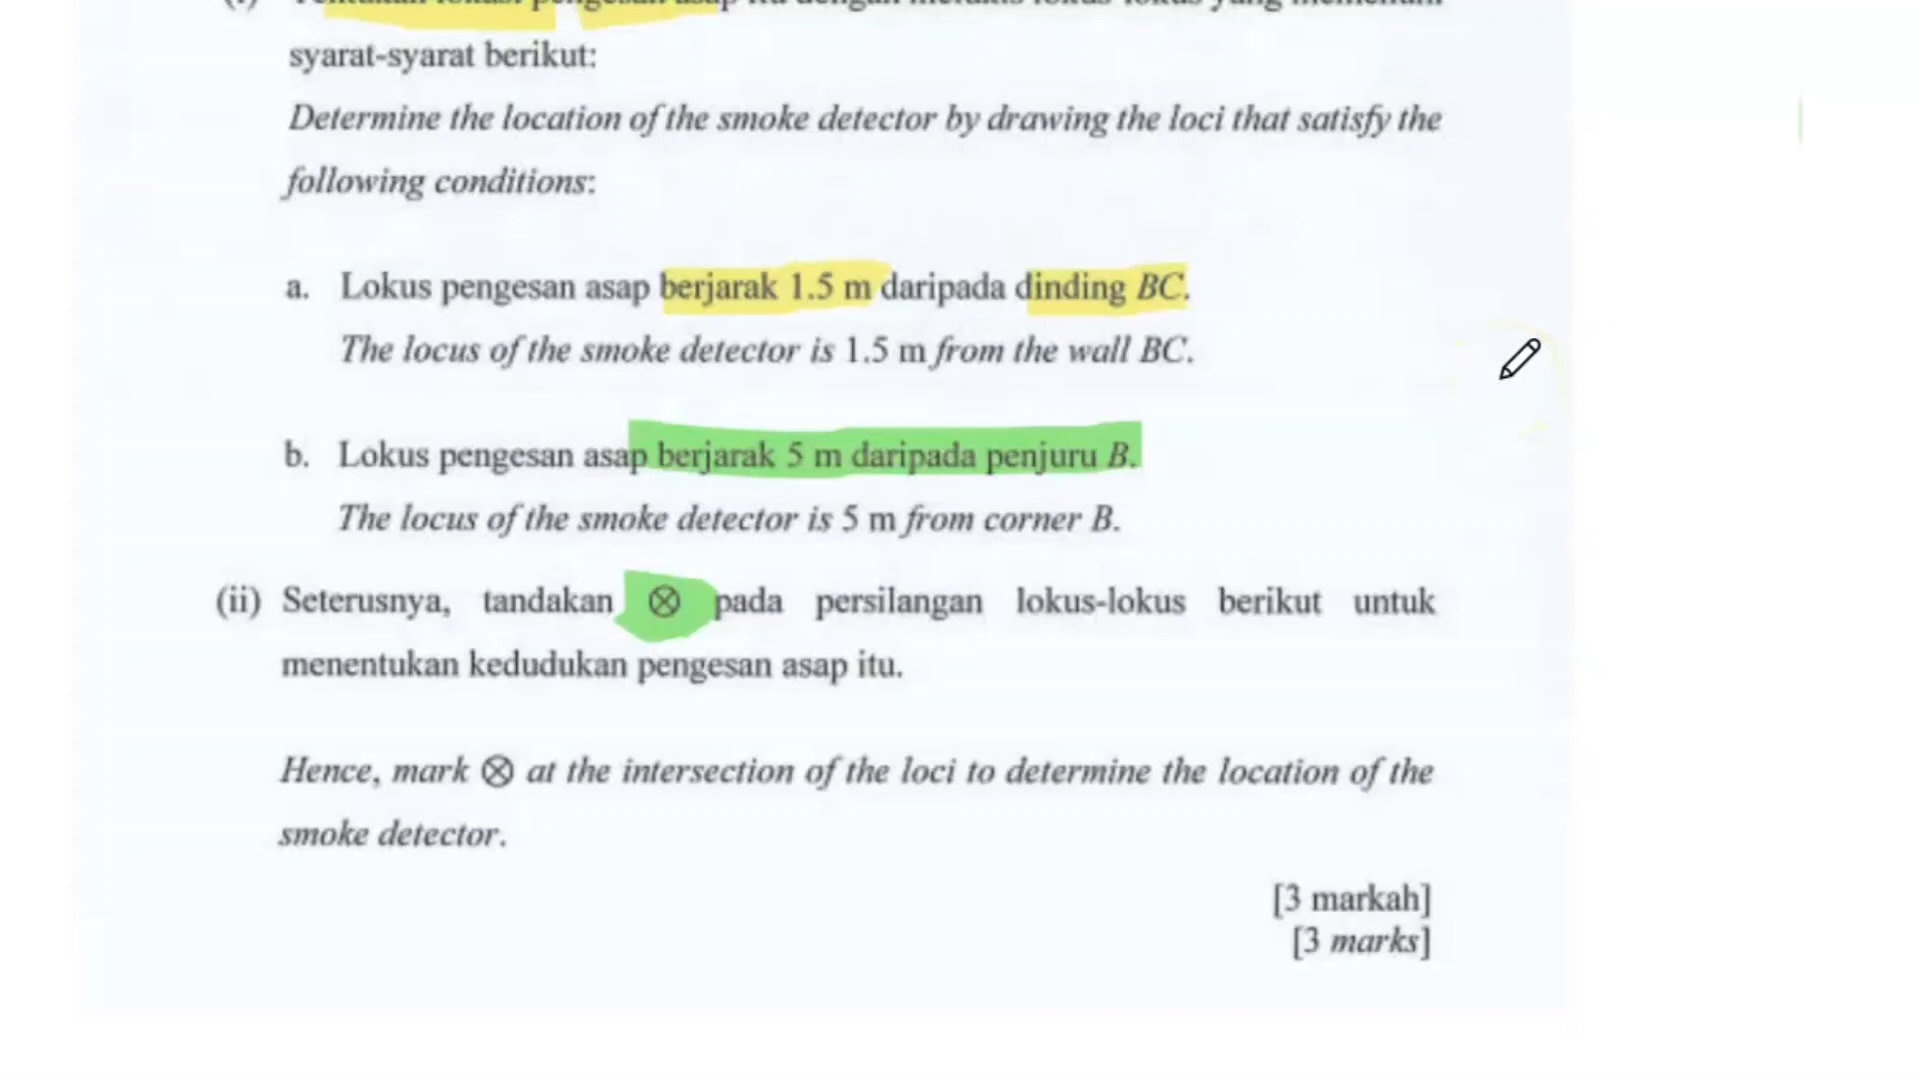 syarat-syarat berikut:
Determine the location of the smoke detector by drawing the loci that satisfy the
following conditions:
a. Lokus pengesan asap berjarak 1.5 m daripada dinding BC.
The locus of the smoke detector is 1.5 m from the wall BC.
b. Lokus pengesan asap berjarak 5 m daripada penjuru B.
The locus of the smoke detector is 5 m from corner B.
(ii) Seterusnya, tandakan ⊗ pada persilangan lokus-lokus berikut untuk
menentukan kedudukan pengesan asap itu.
Hence, mark ⊗ at the intersection of the loci to determine the location of the
smoke detector.
[3 markah]
[3 marks]